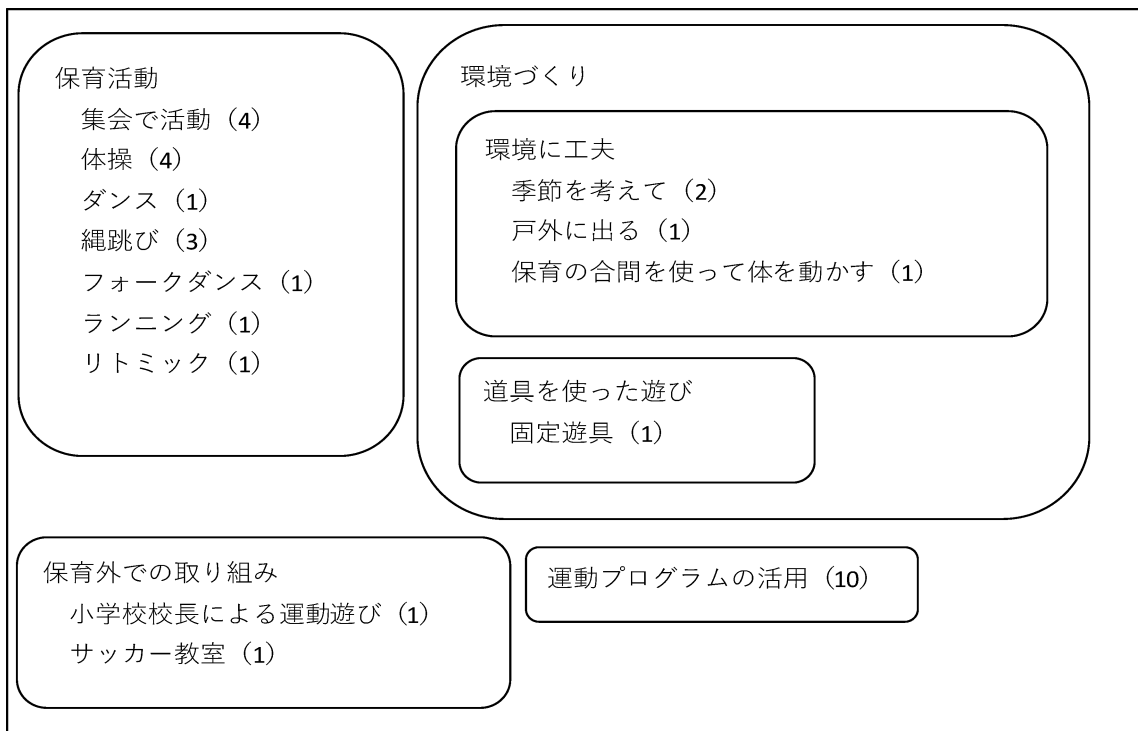 保育活動
集会で活動（4）
体操（4）
ダンス（1）
縄跳び（3）
フォークダンス（1）
ランニング（1）
リトミック（1）
環境づくり
環境に工夫
季節を考えて（2）
戸外に出る（1）
保育の合間を使って体を動かす（1）
道具を使った遊び
固定遊具（1）
保育外での取り組み
小学校校長による運動遊び（1）
サッカー教室（1）
運動プログラムの活用（10）